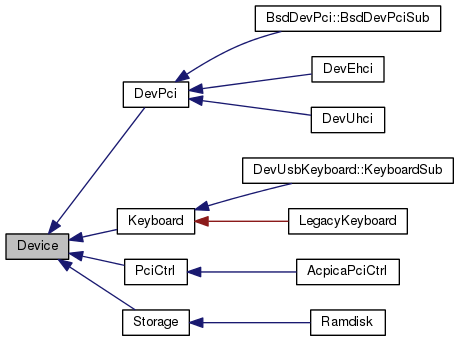 BsdDevPci::BsdDevPciSub
DevEhci
DevPci
DevUhci
DevUsbKeyboard::KeyboardSub
Keyboard
LegacyKeyboard
Device
PciCtrl
AcpicaPciCtrl
Storage
Ramdisk